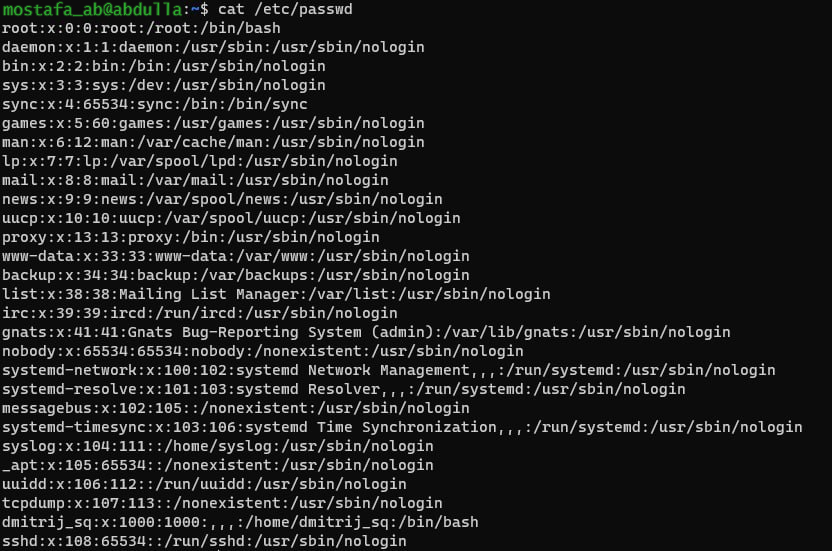 mostafa_ab@abdulla:~$ cat /etc/passwd
root:x:0:0:root:/root:/bin/bash
daemon:x:1:1:daemon:/usr/sbin:/usr/sbin/nologin
bin:x:2:2:bin:/bin:/usr/sbin/nologin
sys:x:3:3:sys:/dev:/usr/sbin/nologin
sync:x:4:65534:sync:/bin:/bin/sync
games:x:5:60:games:/usr/games:/usr/sbin/nologin
man:x:6:12:man:/var/cache/man:/usr/sbin/nologin
lp:x:7:7:lp:/var/spool/lpd:/usr/sbin/nologin
mail:x:8:8:mail:/var/mail:/usr/sbin/nologin
news:x:9:9:news:/var/spool/news:/usr/sbin/nologin
uucp:x:10:10:uucp:/var/spool/uucp:/usr/sbin/nologin
proxy:x:13:13:proxy:/bin:/usr/sbin/nologin
www-data:x:33:33:www-data:/var/www:/usr/sbin/nologin
backup:x:34:34:backup:/var/backups:/usr/sbin/nologin
list:x:38:38:Mailing List Manager:/var/list:/usr/sbin/nologin
irc:x:39:39:ircd:/run/ircd:/usr/sbin/nologin
gnats:x:41:41:Gnats Bug-Reporting System (admin):/var/lib/gnats:/usr/sbin/nologin
nobody:x:65534:65534:nobody:/nonexistent:/usr/sbin/nologin
systemd-network:x:100:102:systemd Network Management,,,:/run/systemd:/usr/sbin/nologin
systemd-resolve:x:101:103:systemd Resolver,,,:/run/systemd:/usr/sbin/nologin
messagebus:x:102:105::/nonexistent:/usr/sbin/nologin
systemd-timesync:x:103:106:systemd Time Synchronization,,,:/run/systemd:/usr/sbin/nologin
syslog:x:104:111::/home/syslog:/usr/sbin/nologin
_apt:x:105:65534::/nonexistent:/usr/sbin/nologin
uuidd:x:106:112::/run/uuidd:/usr/sbin/nologin
tcpdump:x:107:113::/nonexistent:/usr/sbin/nologin
dmitrij_sq:x:1000:1000:,,,:/home/dmitrij_sq:/bin/bash
sshd:x:108:65534::/run/sshd:/usr/sbin/nologin